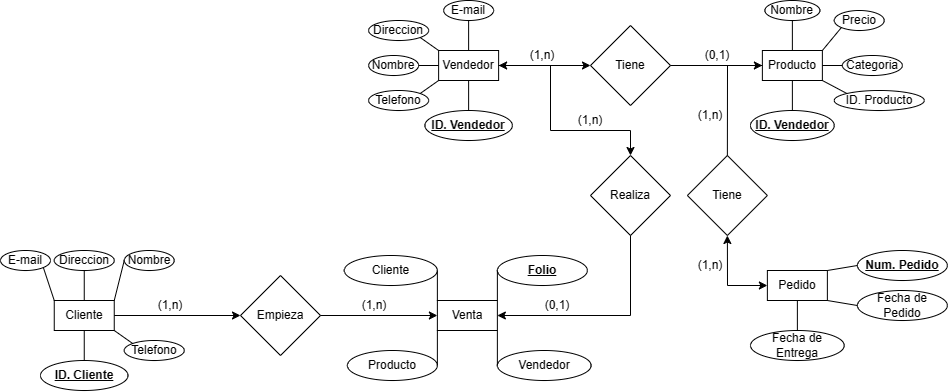 E-mail
Nombre
Direccion
Precio
Vendedor
(1,n)
Tiene
(0,1)
Producto
Nombre
Categoria
Telefono
ID. Producto
ID. Vendedor
(1,n)
(1,n)
ID. Vendedor
Realiza
Tiene
E-mail
Direccion
Nombre
Cliente
Folio
(1,n)
Num. Pedido
Pedido
Cliente
(1,n)
Empieza
(1,n)
Venta
(0,1)
Fecha de
Pedido
Telefono
Fecha de
Entrega
ID. Cliente
Producto
Vendedor